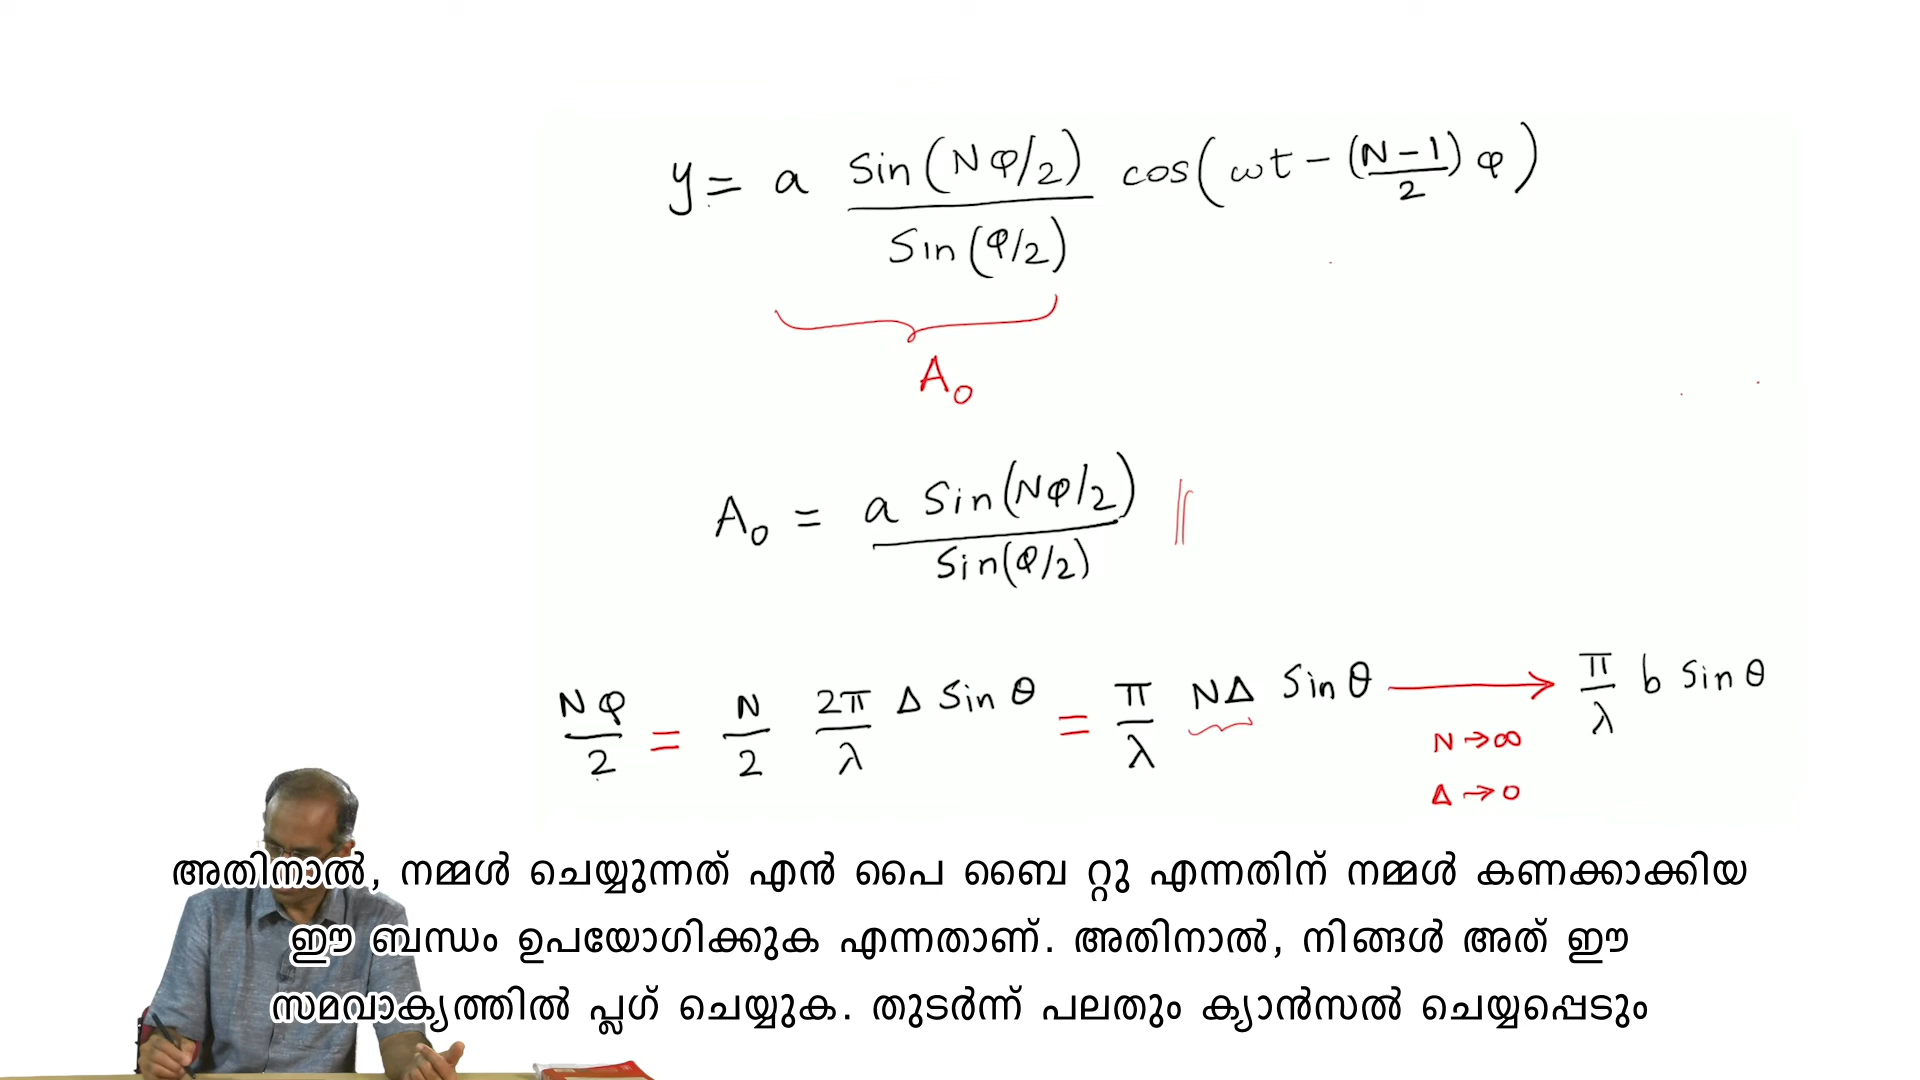 y = a Sin(Nφ/2) / Sin(φ/2) cos(ωt − (N−1)/2 φ)
A₀
A₀ = a Sin(Nφ/2) / Sin(φ/2)
Nφ/2 = N/2 2π/λ Δ Sin θ = π/λ NΔ Sin θ ⟶ π/λ b Sin θ
N → ∞
Δ → 0
അതിനാൽ, നമ്മൾ ചെയ്യുന്നത് എൻ പൈ ബൈ റ്റു എന്നതിന് നമ്മൾ കണക്കാക്കിയ
ഈ ബന്ധം ഉപയോഗിക്കുക എന്നതാണ്. അതിനാൽ, നിങ്ങൾ അത് ഈ
സമവാക്യത്തിൽ പ്ലഗ് ചെയ്യുക. തുടർന്ന് പലതും ക്യാൻസൽ ചെയ്യപ്പെടും